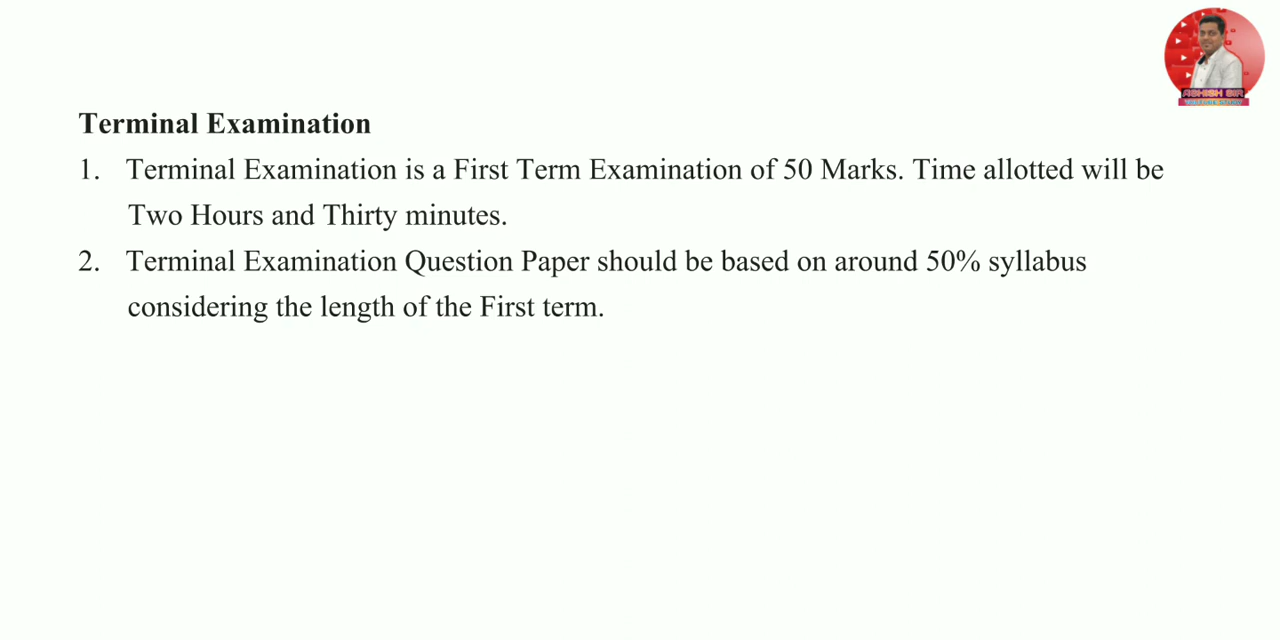 ASHISH SIR
Terminal Examination
1. Terminal Examination is a First Term Examination of 50 Marks. Time allotted will be
Two Hours and Thirty minutes.
2. Terminal Examination Question Paper should be based on around 50% syllabus
considering the length of the First term.